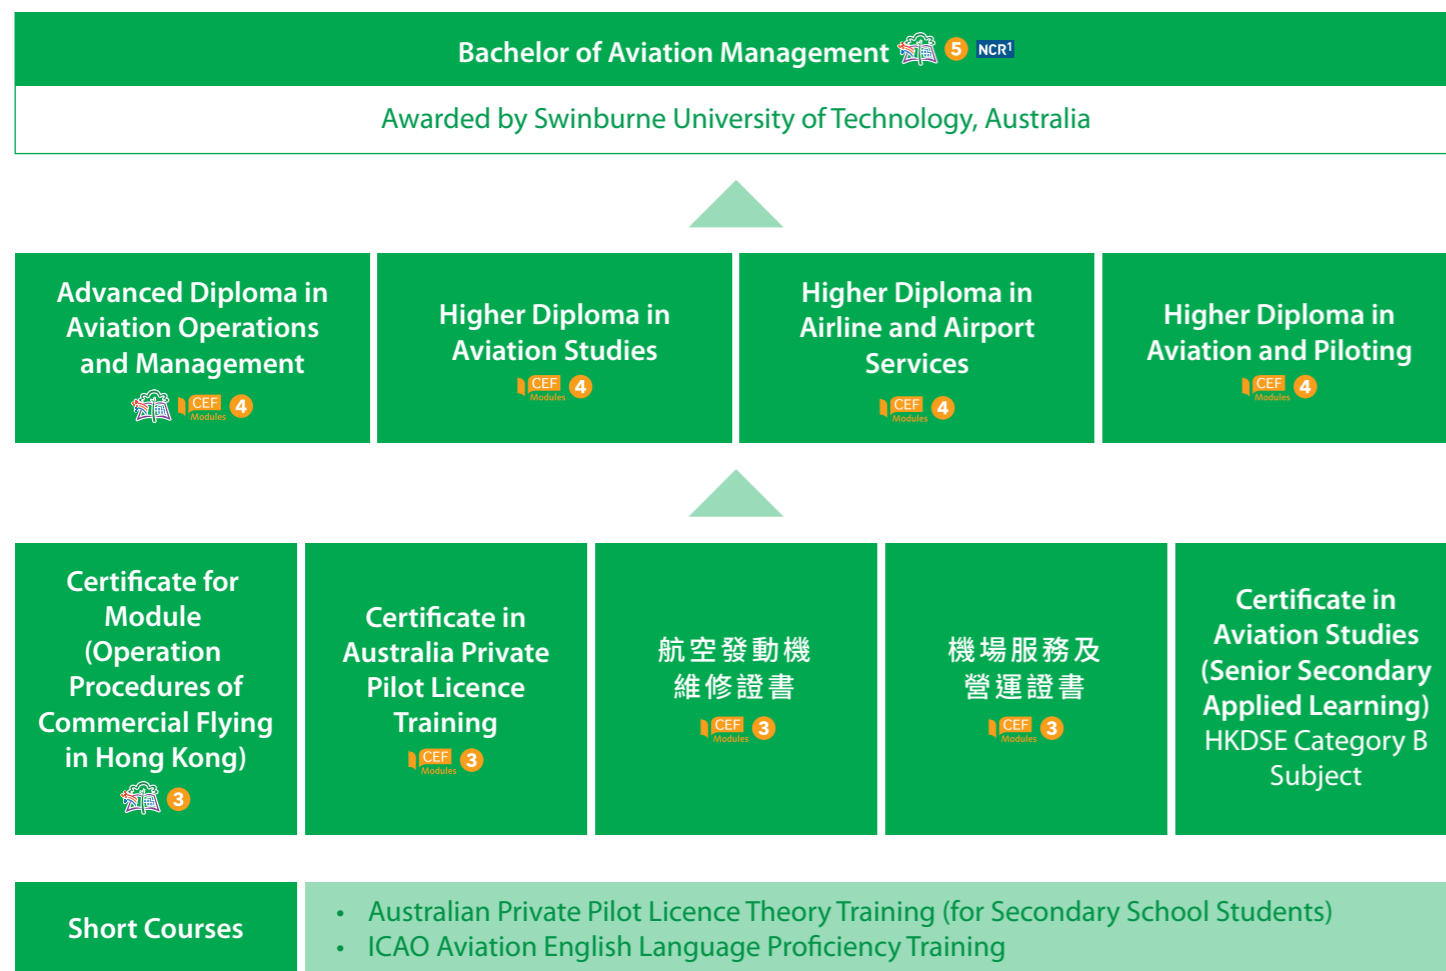 Bachelor of Aviation Management 5 NCR1
Awarded by Swinburne University of Technology, Australia
Advanced Diploma in
Aviation Operations
and Management
CEF Modules 4
Higher Diploma in
Aviation Studies
CEF Modules 4
Higher Diploma in
Airline and Airport
Services
CEF Modules 4
Higher Diploma in
Aviation and Piloting
CEF Modules 4
Certificate for
Module
(Operation
Procedures of
Commercial Flying
in Hong Kong)
3
Certificate in
Australia Private
Pilot Licence
Training
CEF Modules 3
航空發動機
維修證書
CEF Modules 3
機場服務及
營運證書
CEF Modules 3
Certificate in
Aviation Studies
(Senior Secondary
Applied Learning)
HKDSE Category B
Subject
Short Courses
• Australian Private Pilot Licence Theory Training (for Secondary School Students)
• ICAO Aviation English Language Proficiency Training